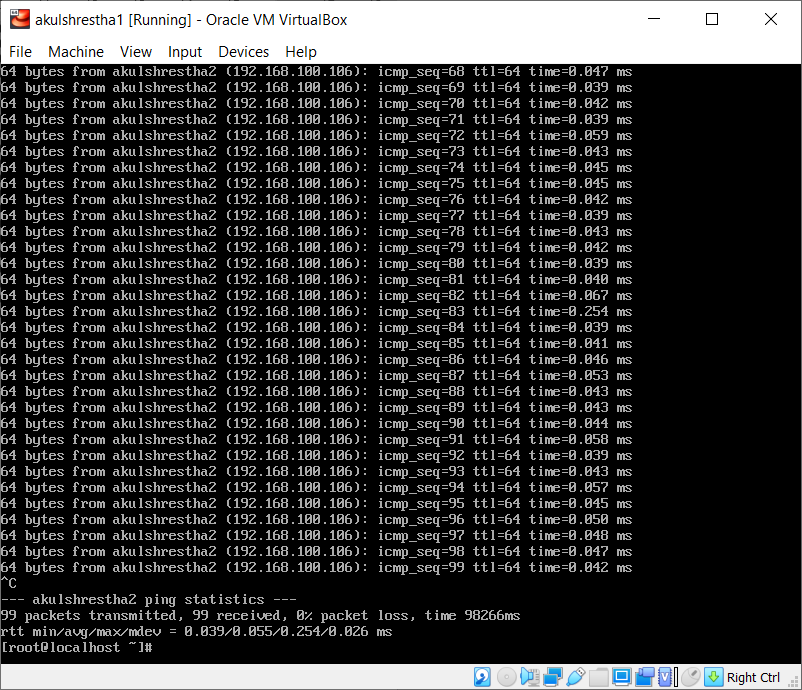 akulshrestha1 [Running] - Oracle VM VirtualBox
File Machine View Input Devices Help
64 bytes from akulshrestha2 (192.168.100.106): icmp_seq=68 ttl=64 time=0.047 ms
64 bytes from akulshrestha2 (192.168.100.106): icmp_seq=69 ttl=64 time=0.039 ms
64 bytes from akulshrestha2 (192.168.100.106): icmp_seq=70 ttl=64 time=0.042 ms
64 bytes from akulshrestha2 (192.168.100.106): icmp_seq=71 ttl=64 time=0.039 ms
64 bytes from akulshrestha2 (192.168.100.106): icmp_seq=72 ttl=64 time=0.059 ms
64 bytes from akulshrestha2 (192.168.100.106): icmp_seq=73 ttl=64 time=0.043 ms
64 bytes from akulshrestha2 (192.168.100.106): icmp_seq=74 ttl=64 time=0.045 ms
64 bytes from akulshrestha2 (192.168.100.106): icmp_seq=75 ttl=64 time=0.045 ms
64 bytes from akulshrestha2 (192.168.100.106): icmp_seq=76 ttl=64 time=0.042 ms
64 bytes from akulshrestha2 (192.168.100.106): icmp_seq=77 ttl=64 time=0.039 ms
64 bytes from akulshrestha2 (192.168.100.106): icmp_seq=78 ttl=64 time=0.043 ms
64 bytes from akulshrestha2 (192.168.100.106): icmp_seq=79 ttl=64 time=0.042 ms
64 bytes from akulshrestha2 (192.168.100.106): icmp_seq=80 ttl=64 time=0.039 ms
64 bytes from akulshrestha2 (192.168.100.106): icmp_seq=81 ttl=64 time=0.040 ms
64 bytes from akulshrestha2 (192.168.100.106): icmp_seq=82 ttl=64 time=0.067 ms
64 bytes from akulshrestha2 (192.168.100.106): icmp_seq=83 ttl=64 time=0.254 ms
64 bytes from akulshrestha2 (192.168.100.106): icmp_seq=84 ttl=64 time=0.039 ms
64 bytes from akulshrestha2 (192.168.100.106): icmp_seq=85 ttl=64 time=0.041 ms
64 bytes from akulshrestha2 (192.168.100.106): icmp_seq=86 ttl=64 time=0.046 ms
64 bytes from akulshrestha2 (192.168.100.106): icmp_seq=87 ttl=64 time=0.053 ms
64 bytes from akulshrestha2 (192.168.100.106): icmp_seq=88 ttl=64 time=0.043 ms
64 bytes from akulshrestha2 (192.168.100.106): icmp_seq=89 ttl=64 time=0.043 ms
64 bytes from akulshrestha2 (192.168.100.106): icmp_seq=90 ttl=64 time=0.044 ms
64 bytes from akulshrestha2 (192.168.100.106): icmp_seq=91 ttl=64 time=0.058 ms
64 bytes from akulshrestha2 (192.168.100.106): icmp_seq=92 ttl=64 time=0.039 ms
64 bytes from akulshrestha2 (192.168.100.106): icmp_seq=93 ttl=64 time=0.043 ms
64 bytes from akulshrestha2 (192.168.100.106): icmp_seq=94 ttl=64 time=0.057 ms
64 bytes from akulshrestha2 (192.168.100.106): icmp_seq=95 ttl=64 time=0.045 ms
64 bytes from akulshrestha2 (192.168.100.106): icmp_seq=96 ttl=64 time=0.050 ms
64 bytes from akulshrestha2 (192.168.100.106): icmp_seq=97 ttl=64 time=0.048 ms
64 bytes from akulshrestha2 (192.168.100.106): icmp_seq=98 ttl=64 time=0.047 ms
64 bytes from akulshrestha2 (192.168.100.106): icmp_seq=99 ttl=64 time=0.042 ms
^C
--- akulshrestha2 ping statistics ---
99 packets transmitted, 99 received, 0% packet loss, time 98266ms
rtt min/avg/max/mdev = 0.039/0.055/0.254/0.026 ms
[root@localhost ~]#
Right Ctrl